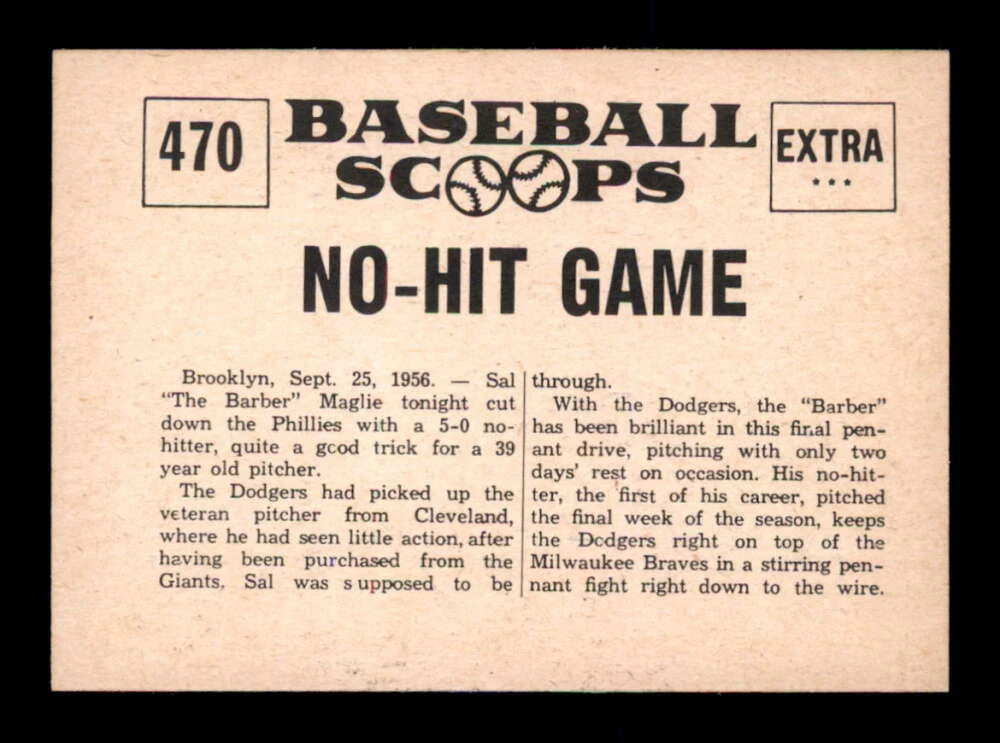 470
BASEBALL
SCOOPS
EXTRA
***
NO-HIT GAME
Brooklyn, Sept. 25, 1956. — Sal
"The Barber" Maglie tonight cut
down the Phillies with a 5-0 no-
hitter, quite a good trick for a 39
year old pitcher.
The Dodgers had picked up the
veteran pitcher from Cleveland,
where he had seen little action, after
having been purchased from the
Giants. Sal was supposed to be
through.
With the Dodgers, the "Barber"
has been brilliant in this final pen-
ant drive, pitching with only two
days' rest on occasion. His no-hit-
ter, the first of his career, pitched
the final week of the season, keeps
the Dodgers right on top of the
Milwaukee Braves in a stirring pen-
nant fight right down to the wire.